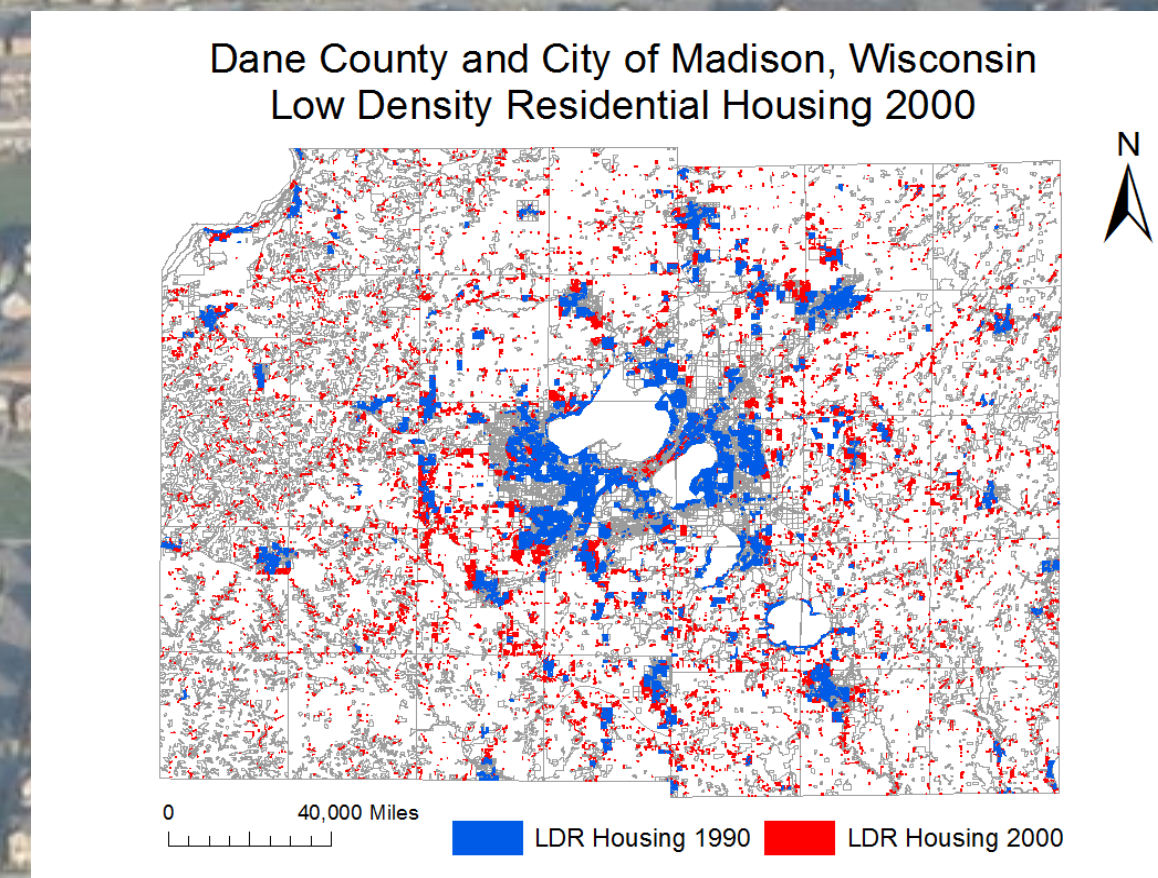 Dane County and City of Madison, Wisconsin
Low Density Residential Housing 2000
N
0 40,000 Miles
LDR Housing 1990 LDR Housing 2000